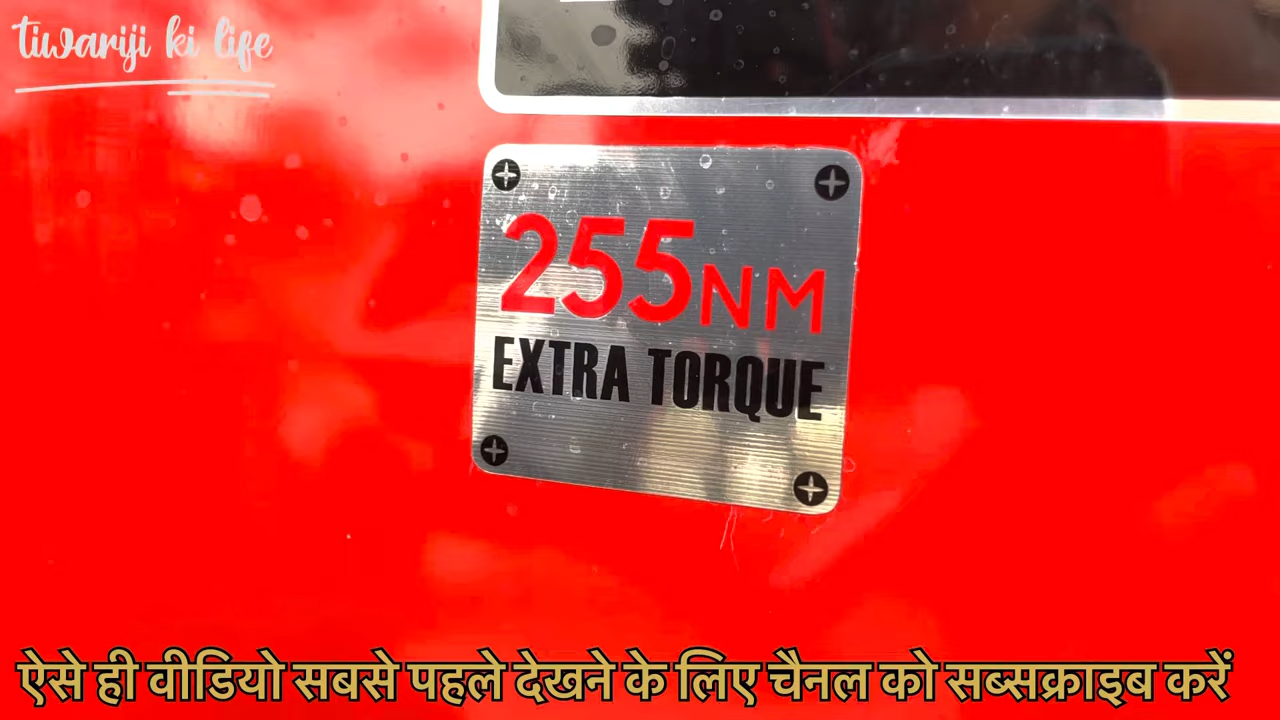 tiwariji ki life
255NM
EXTRA TORQUE
ऐसे ही वीडियो सबसे पहले देखने के लिए चैनल को सब्सक्राइब करें